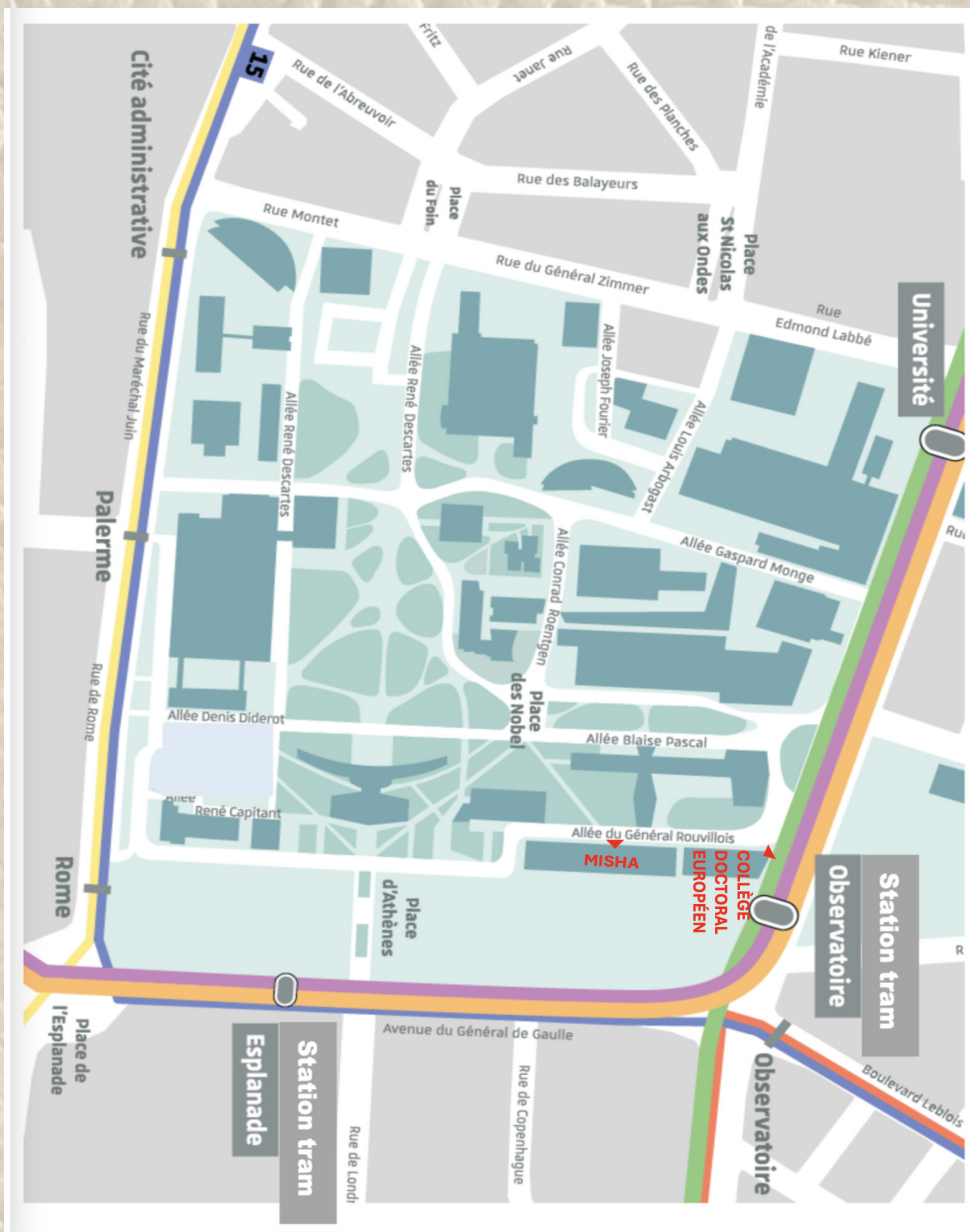 Rue Kiener
de l'Académie
Fritz
Rue Janet
Rue des Planches
15
Rue de l'Abreuvoir
Cité administrative
Rue des Balayeurs
Place
du Foin
Rue Montet
Place
St Nicolas
aux Ondes
Rue du Général Zimmer
Rue
Edmond Labbé
Université
Rue du Maréchal Juin
Allée Joseph Fourier
Allée René Descartes
Allée René Descartes
Allée Louis Arbogast
Palerme
Allée Gaspard Monge
Allée Conrad Roentgen
Rue de Rome
Place
des Nobel
Allée Denis Diderot
Allée Blaise Pascal
Allée
René Capitant
Allée du Général Rouvillois
MISHA
COLLÈGE
DOCTORAL
EUROPÉEN
Station tram
Observatoire
Rome
Place
d'Athènes
Place de
l'Esplanade
Avenue du Général de Gaulle
Station tram
Esplanade
Rue de Copenhague
Observatoire
Boulevard Leblois
Rue de Londr